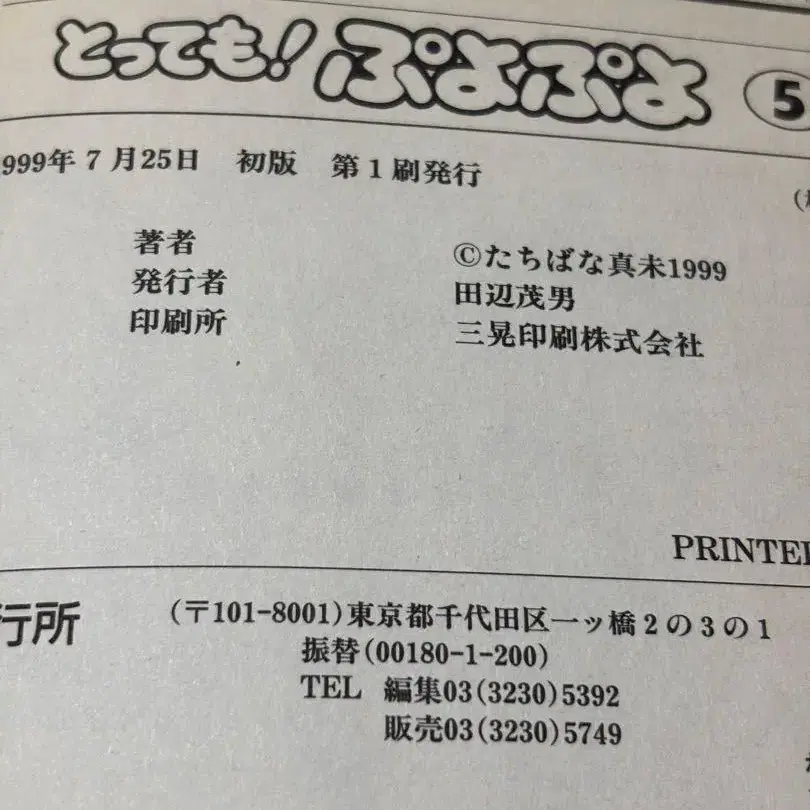 とっても!ぷよぷよ 5
999年7月25日 初版 第1刷発行
著者 ©たちばな真未1999
発行者 田辺茂男
印刷所 三晃印刷株式会社
PRINTE
行所 (〒101-8001)東京都千代田区一ッ橋2の3の1
振替(00180-1-200)
TEL 編集03(3230)5392
販売03(3230)5749